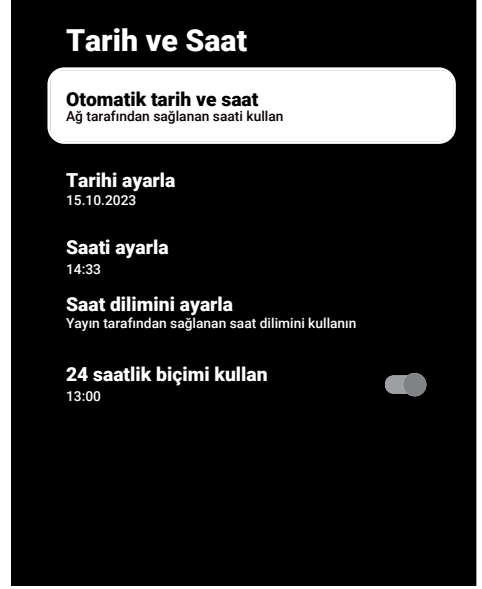 Tarih ve Saat
Otomatik tarih ve saat
Ağ tarafından sağlanan saati kullan
Tarihi ayarla
15.10.2023
Saati ayarla
14:33
Saat dilimini ayarla
Yayın tarafından sağlanan saat dilimini kullanın
24 saatlik biçimi kullan
13:00